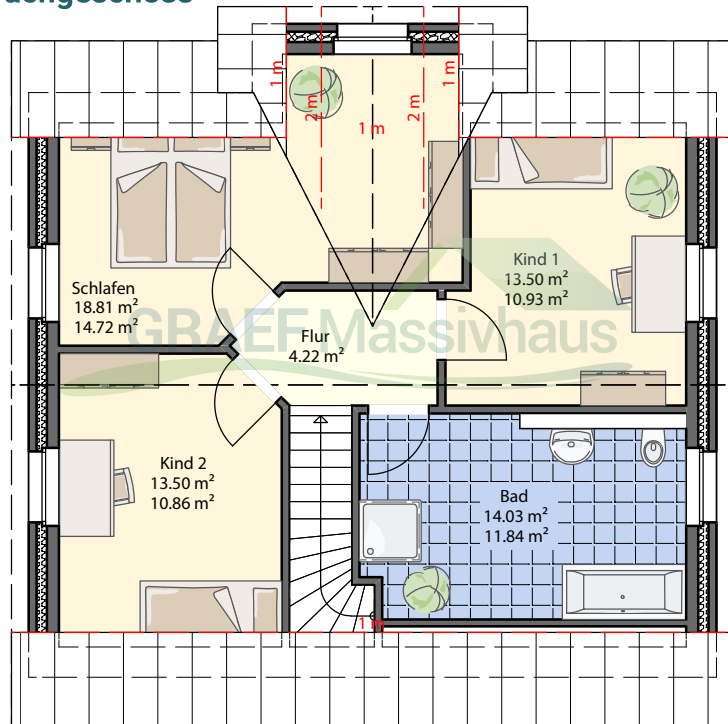 1 m
2 m
1 m
2 m
1 m
Kind 1
13.50 m²
10.93 m²
Schlafen
18.81 m²
14.72 m²
GRAEF Massivhaus
Flur
4.22 m²
Kind 2
13.50 m²
10.86 m²
Bad
14.03 m²
11.84 m²
1 m